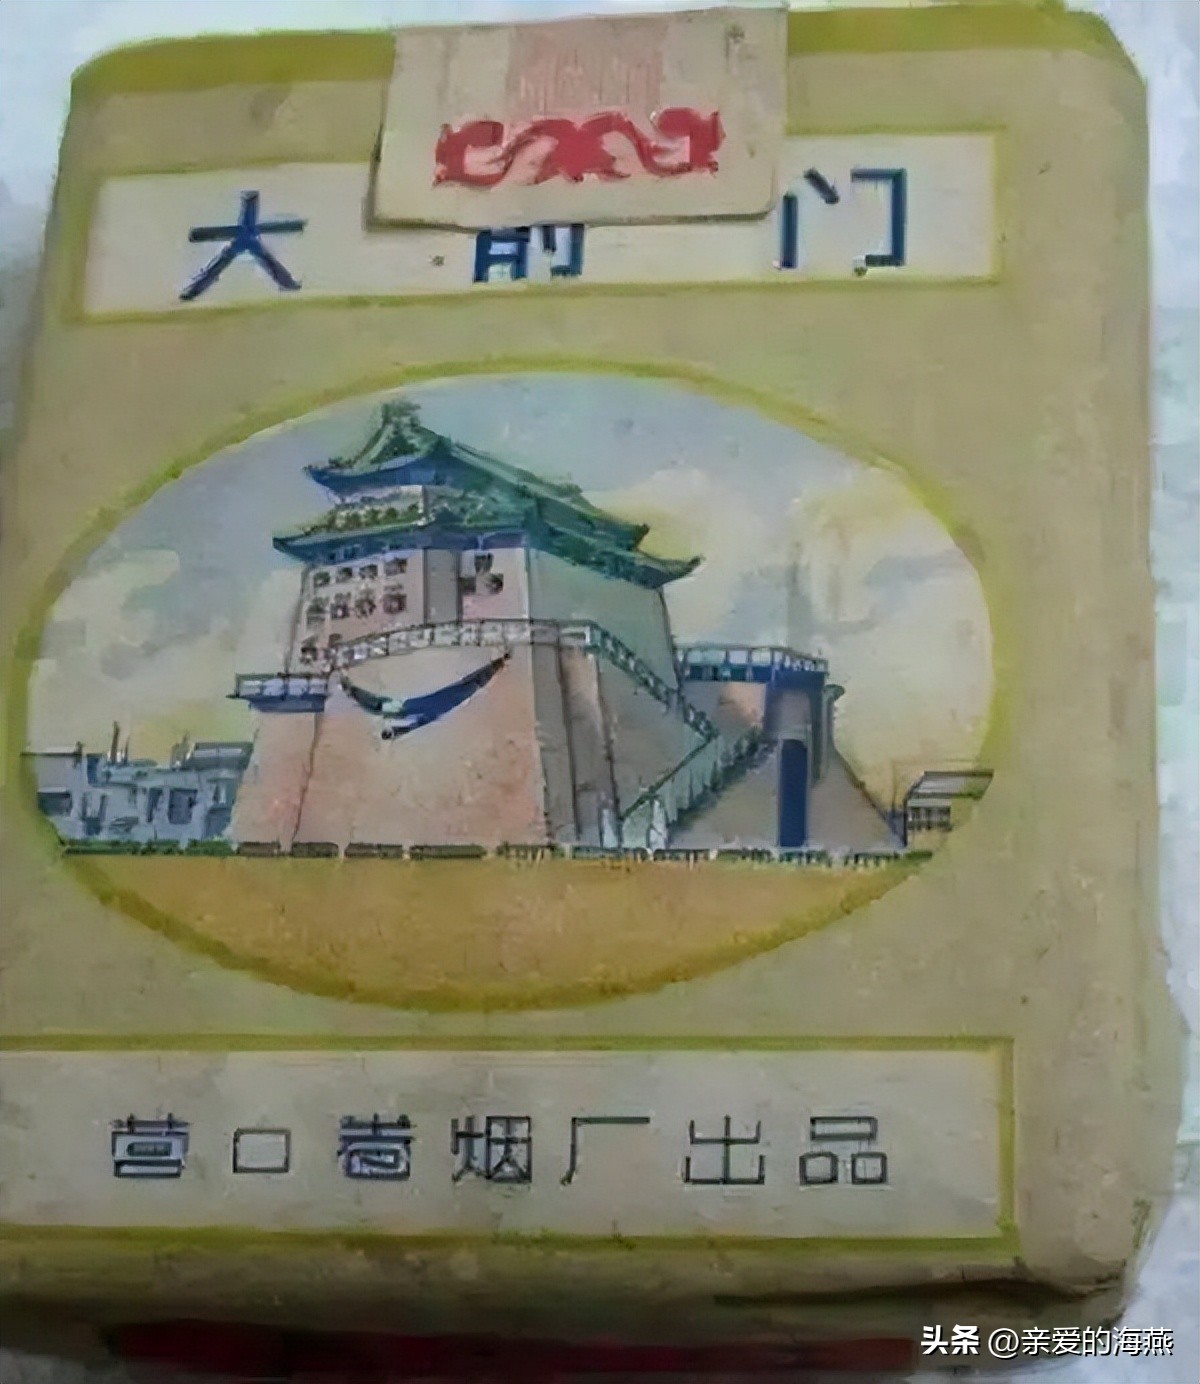 大前门
营口卷烟厂出品
头条 @亲爱的海燕